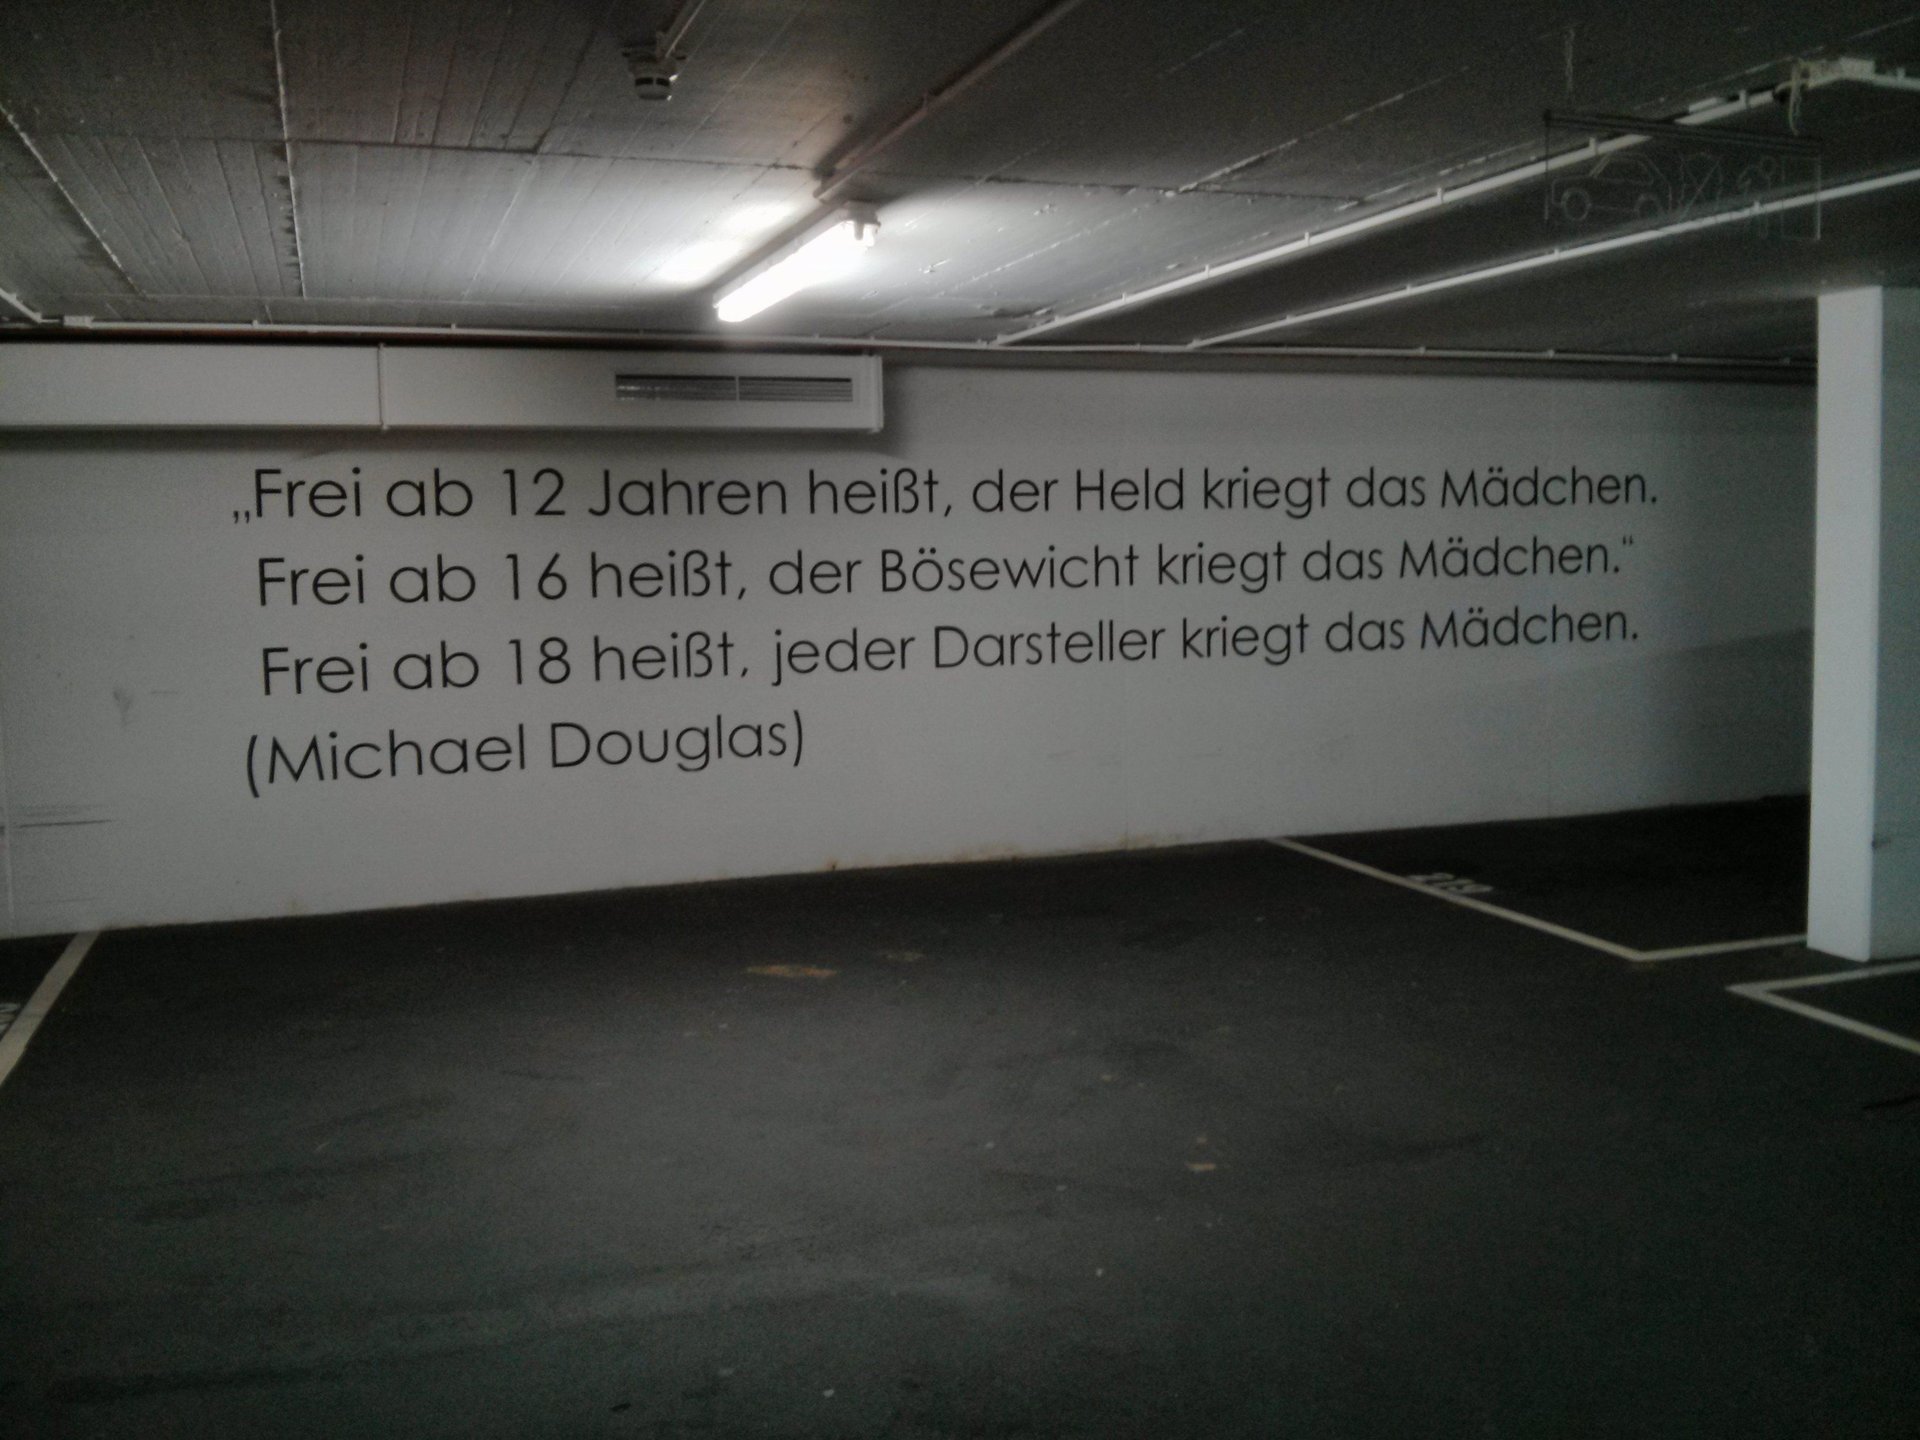 „Frei ab 12 Jahren heißt, der Held kriegt das Mädchen.
Frei ab 16 heißt, der Bösewicht kriegt das Mädchen.“
Frei ab 18 heißt, jeder Darsteller kriegt das Mädchen.
(Michael Douglas)
219